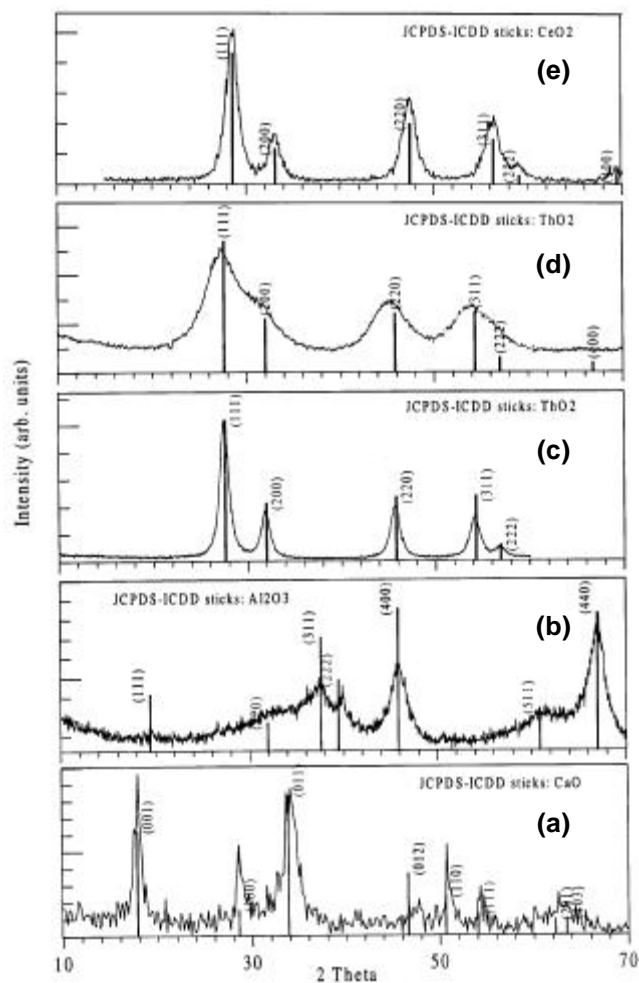 JCPDS-ICDD sticks: CeO2
(e)
(111)
(200)
(220)
(311)
(222)
JCPDS-ICDD sticks: ThO2
(d)
(111)
(200)
(220)
(311)
(222)
(400)
JCPDS-ICDD sticks: ThO2
(c)
(111)
(200)
(220)
(311)
(222)
JCPDS-ICDD sticks: Al2O3
(b)
(111)
(311)
(222)
(400)
(511)
(440)
JCPDS-ICDD sticks: CaO
(a)
(001)
(011)
(012)
(110)
(111)
10
30
50
70
2 Theta
Intensity (arb. units)